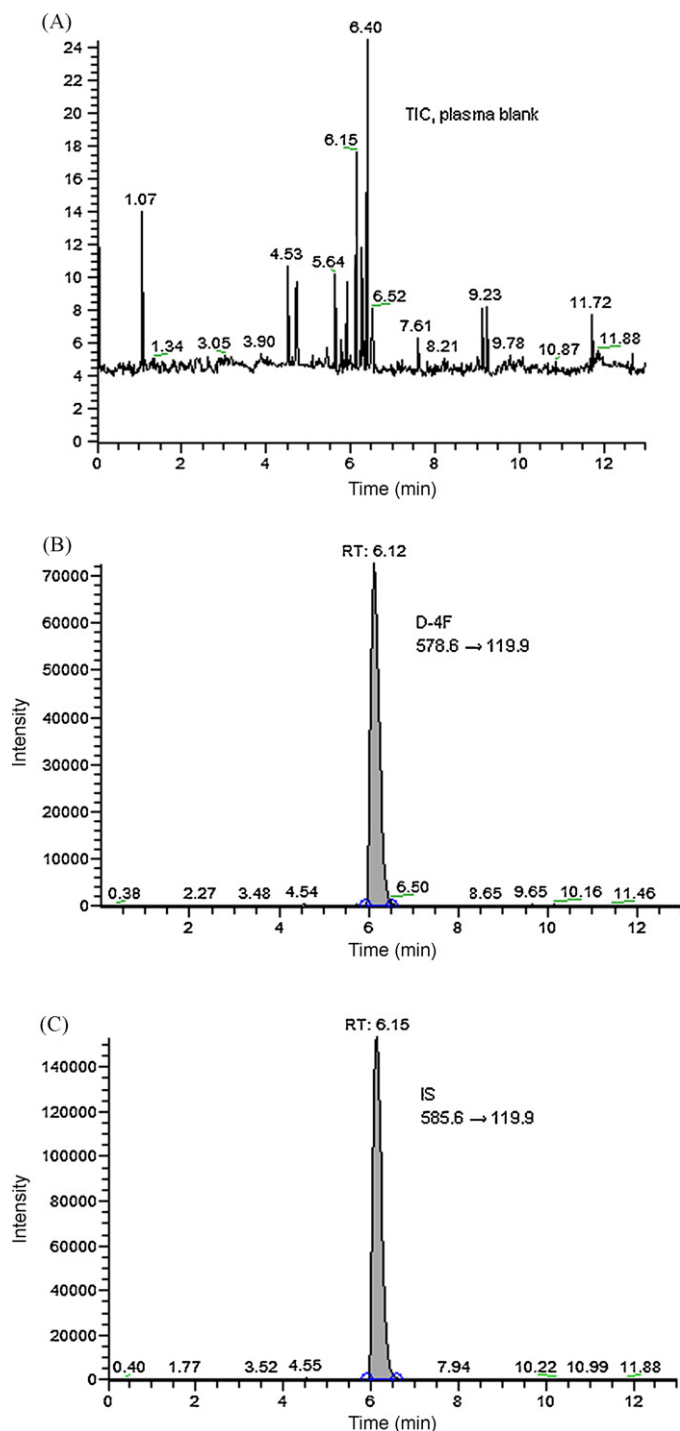 (A)
6.40
24
22
TIC, plasma blank
20
6.15
18
16
1.07
14
12
4.53
5.64
10
9.23
6.52
11.72
8
7.61
1.34 3.05 3.90 8.21 9.78 10.87 11.88
6
4
2
0
0 2 4 6 8 10 12
Time (min)
(B)
RT: 6.12
70000
D-4F
578.6 → 119.9
60000
50000
40000
Intensity
30000
20000
10000
0.38 2.27 3.48 4.54 6.50 8.65 9.65 10.16 11.46
0
2 4 6 8 10 12
Time (min)
(C)
RT: 6.15
140000
IS
585.6 → 119.9
120000
100000
80000
Intensity
60000
40000
20000
0.40 1.77 3.52 4.55 7.94 10.22 10.99 11.88
0
0 2 4 6 8 10 12
Time (min)